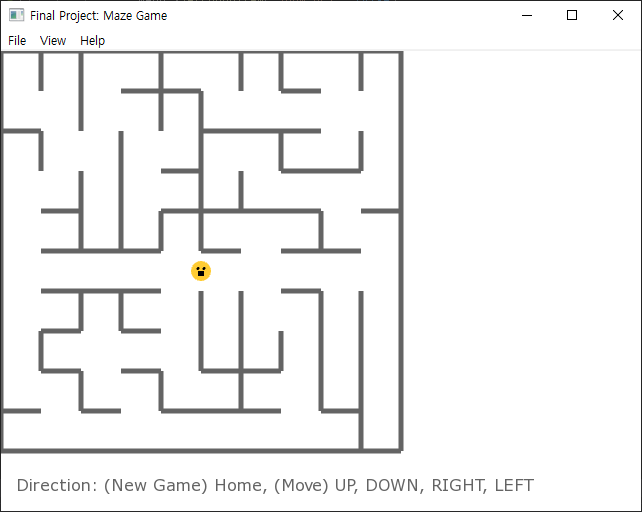 Final Project: Maze Game
File View Help
Direction: (New Game) Home, (Move) UP, DOWN, RIGHT, LEFT